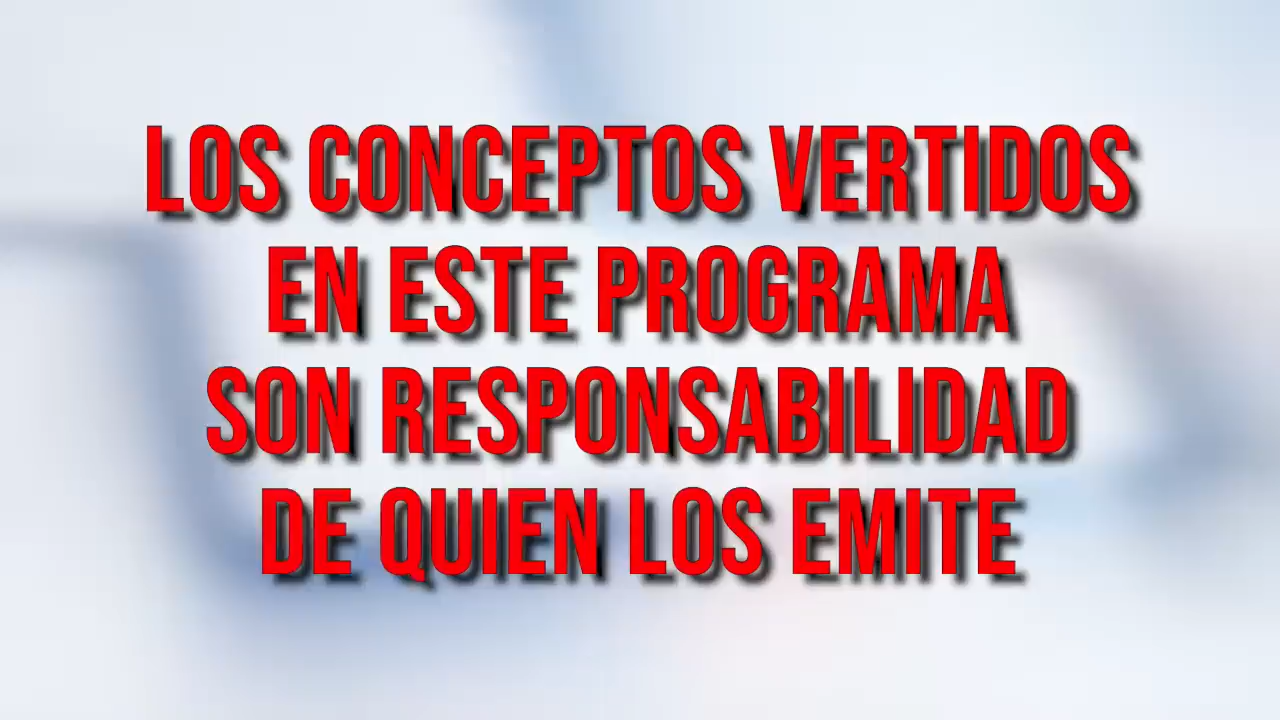 LOS CONCEPTOS VERTIDOS
EN ESTE PROGRAMA
SON RESPONSABILIDAD
DE QUIEN LOS EMITE